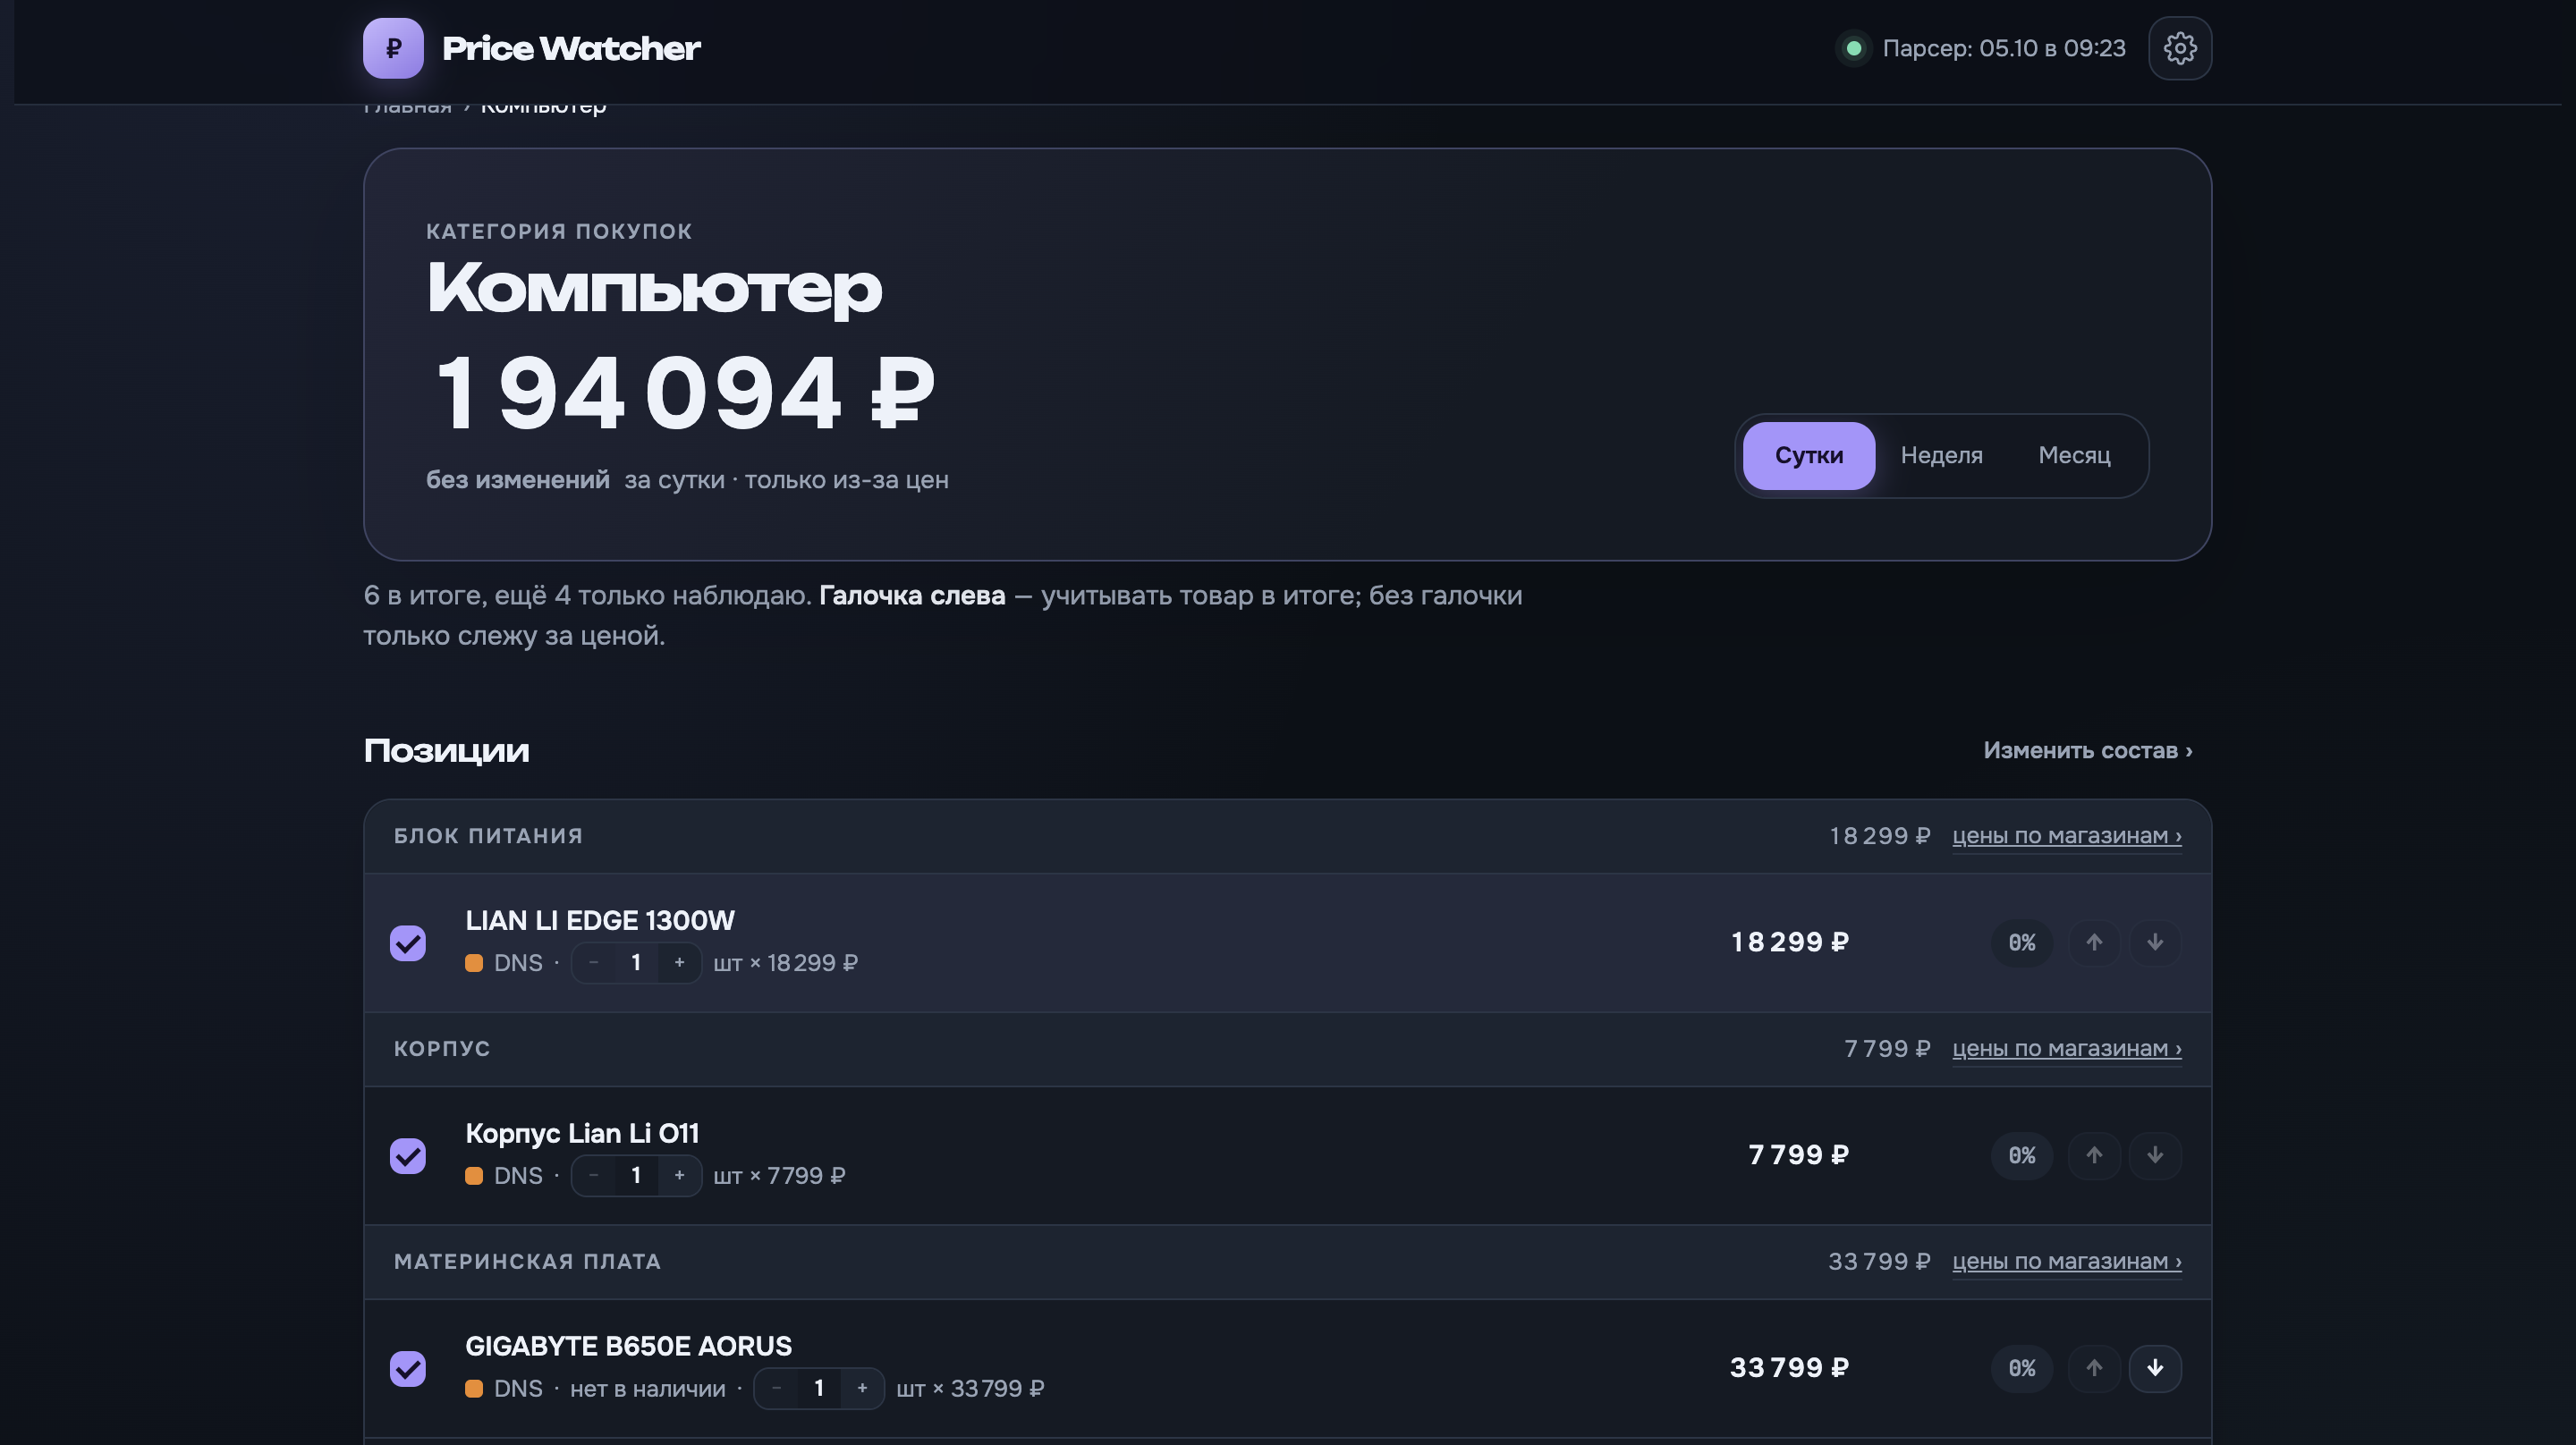 ₽ Price Watcher
Парсер: 05.10 в 09:23
Главная › Компьютер
КАТЕГОРИЯ ПОКУПОК
Компьютер
194 094 ₽
без изменений за сутки · только из-за цен
Сутки Неделя Месяц
6 в итоге, ещё 4 только наблюдаю. Галочка слева — учитывать товар в итоге; без галочки
только слежу за ценой.
Позиции
Изменить состав ›
БЛОК ПИТАНИЯ 18 299 ₽ цены по магазинам ›
LIAN LI EDGE 1300W
DNS · − 1 + шт × 18 299 ₽
18 299 ₽ 0% ↑ ↓
КОРПУС 7 799 ₽ цены по магазинам ›
Корпус Lian Li O11
DNS · − 1 + шт × 7 799 ₽
7 799 ₽ 0% ↑ ↓
МАТЕРИНСКАЯ ПЛАТА 33 799 ₽ цены по магазинам ›
GIGABYTE B650E AORUS
DNS · нет в наличии · − 1 + шт × 33 799 ₽
33 799 ₽ 0% ↑ ↓